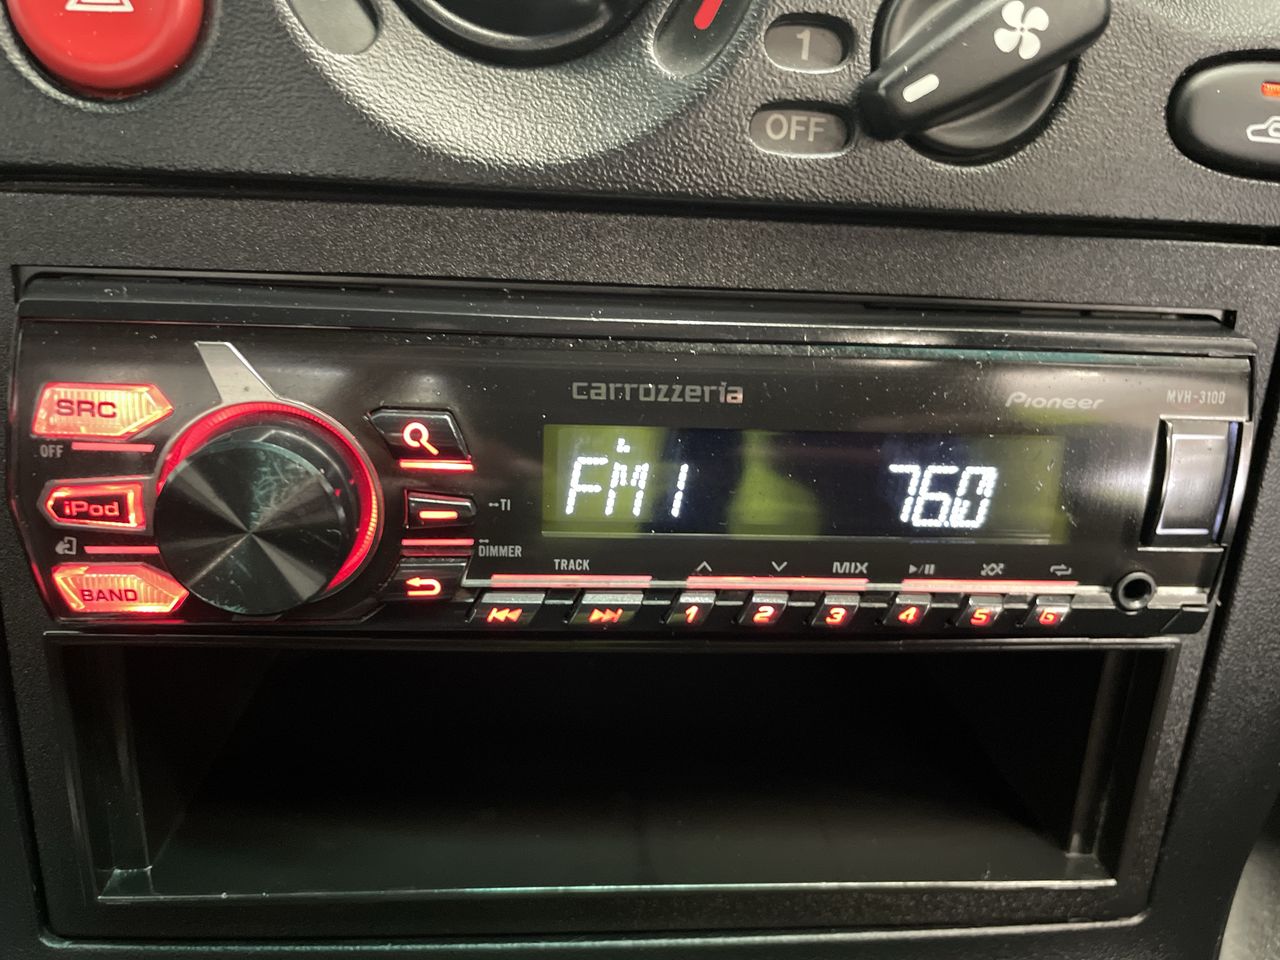 1
OFF
carrozzeria
Pioneer
MVH-3100
SRC
OFF
iPod
BAND
TI
DIMMER
FM1 76.0
TRACK
MIX
1 2 3 4 5 6